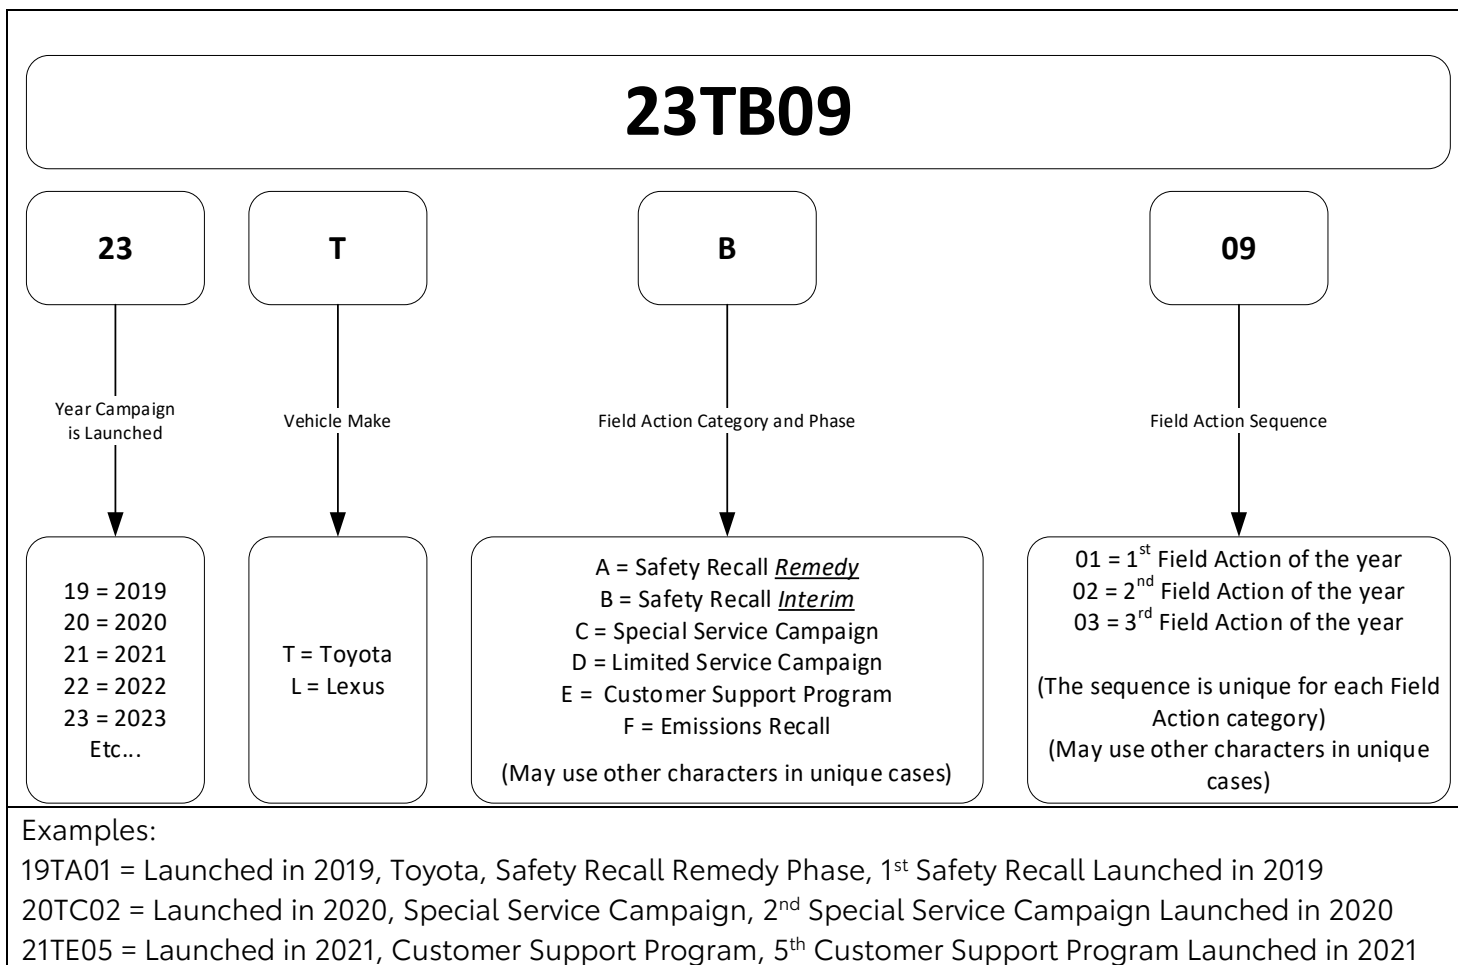 23TB09
23
T
B
09
Year Campaign
is Launched
Vehicle Make
Field Action Category and Phase
Field Action Sequence
19 = 2019
20 = 2020
21 = 2021
22 = 2022
23 = 2023
Etc...
T = Toyota
L = Lexus
A = Safety Recall Remedy
B = Safety Recall Interim
C = Special Service Campaign
D = Limited Service Campaign
E = Customer Support Program
F = Emissions Recall
(May use other characters in unique cases)
01 = 1st Field Action of the year
02 = 2nd Field Action of the year
03 = 3rd Field Action of the year
(The sequence is unique for each Field
Action category)
(May use other characters in unique
cases)
Examples:
19TA01 = Launched in 2019, Toyota, Safety Recall Remedy Phase, 1st Safety Recall Launched in 2019
20TC02 = Launched in 2020, Special Service Campaign, 2nd Special Service Campaign Launched in 2020
21TE05 = Launched in 2021, Customer Support Program, 5th Customer Support Program Launched in 2021